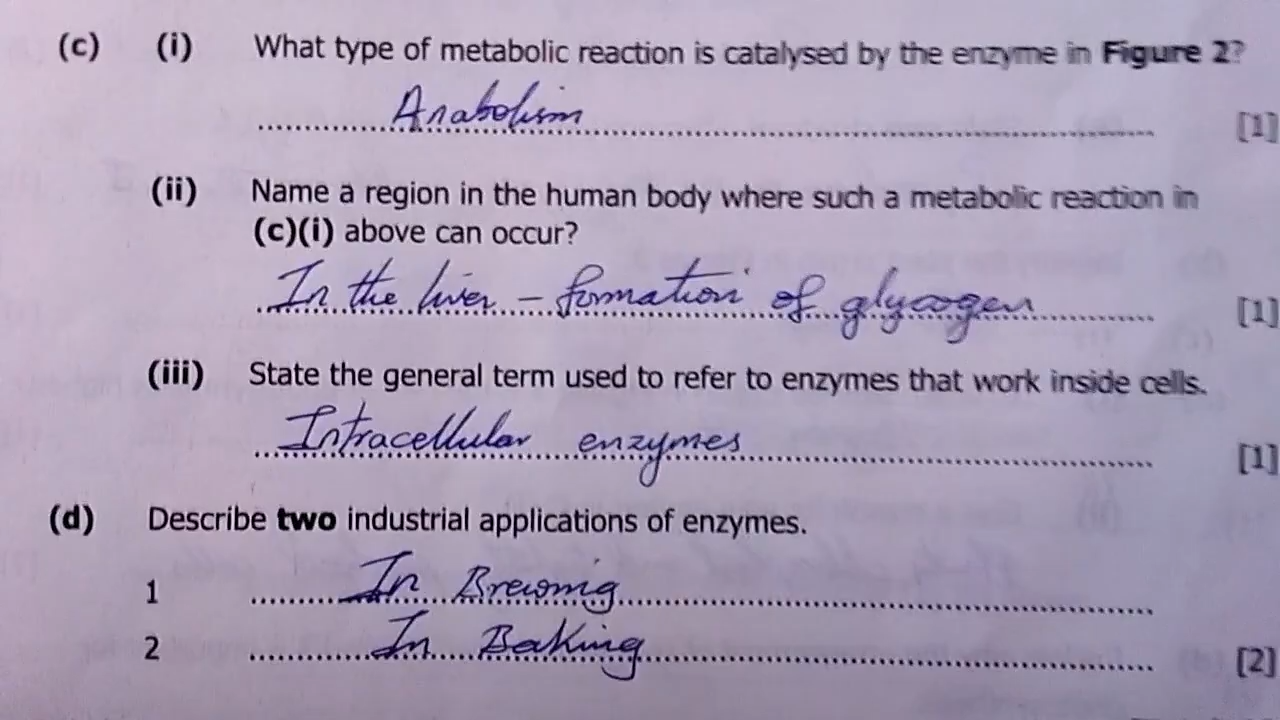 (c) (i) What type of metabolic reaction is catalysed by the enzyme in Figure 2?
Anabolism [1]
(ii) Name a region in the human body where such a metabolic reaction in
(c)(i) above can occur?
In the liver - formation of glycogen [1]
(iii) State the general term used to refer to enzymes that work inside cells.
Intracellular enzymes [1]
(d) Describe two industrial applications of enzymes.
1 In Brewing
2 In Baking [2]